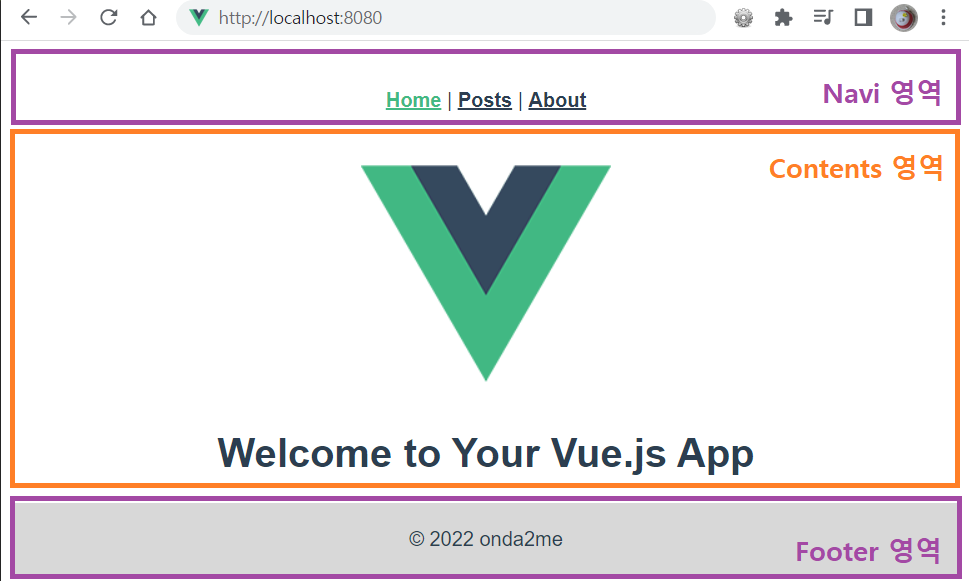 http://localhost:8080
Home | Posts | About
Navi 영역
Contents 영역
Welcome to Your Vue.js App
© 2022 onda2me
Footer 영역